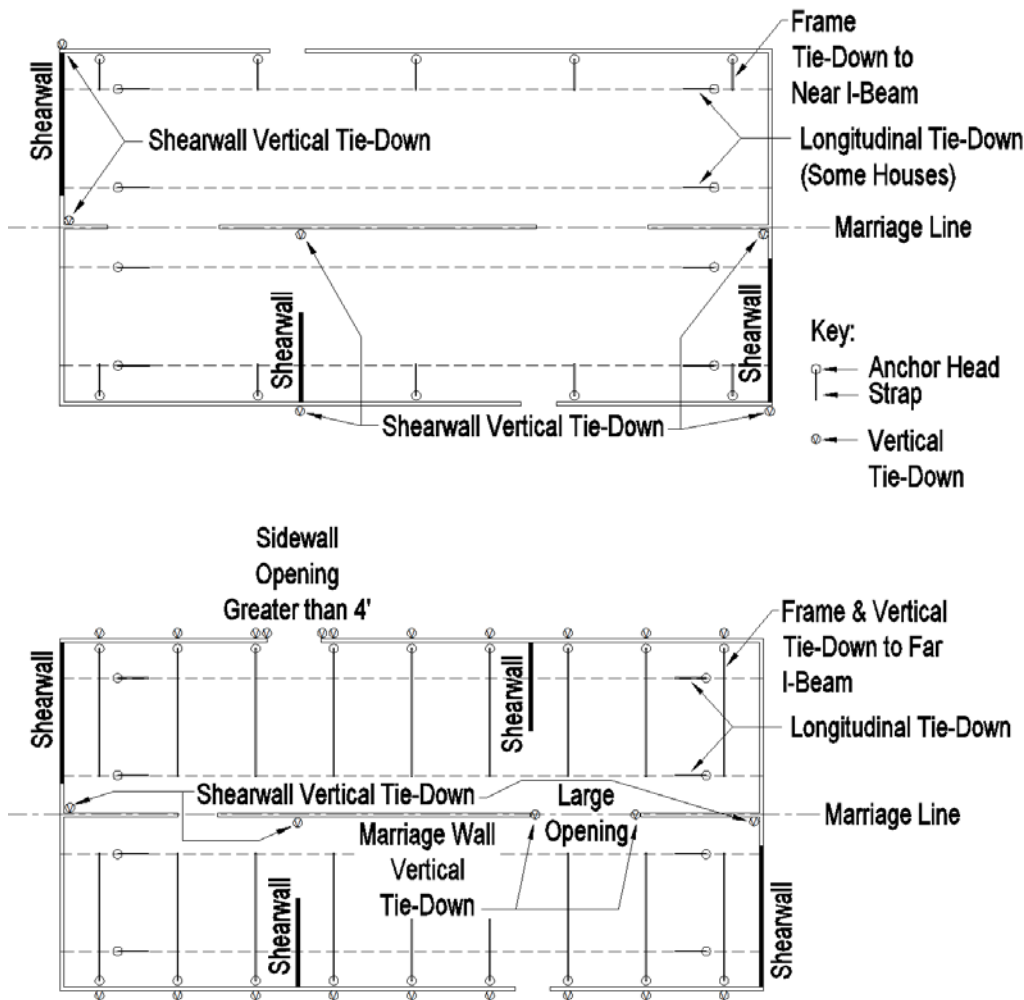 Frame
Tie-Down to
Near I-Beam
Shearwall
Shearwall Vertical Tie-Down
Longitudinal Tie-Down
(Some Houses)
Marriage Line
Shearwall
Shearwall
Key:
Anchor Head
Strap
Shearwall Vertical Tie-Down
Vertical
Tie-Down
Sidewall
Opening
Greater than 4'
Frame & Vertical
Tie-Down to Far
I-Beam
Shearwall
Shearwall
Longitudinal Tie-Down
Shearwall Vertical Tie-Down
Large
Opening
Marriage Line
Marriage Wall
Vertical
Tie-Down
Shearwall
Shearwall